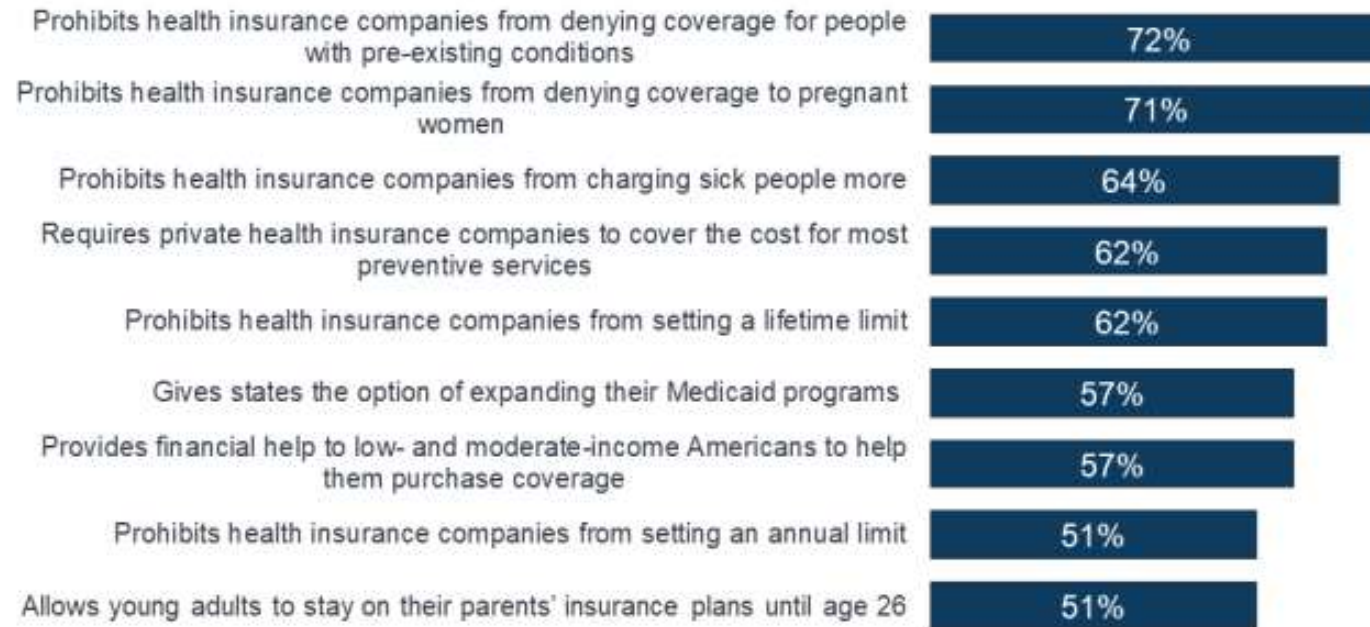 Prohibits health insurance companies from denying coverage for people
with pre-existing conditions
72%
Prohibits health insurance companies from denying coverage to pregnant
women
71%
Prohibits health insurance companies from charging sick people more
64%
Requires private health insurance companies to cover the cost for most
preventive services
62%
Prohibits health insurance companies from setting a lifetime limit
62%
Gives states the option of expanding their Medicaid programs
57%
Provides financial help to low- and moderate-income Americans to help
them purchase coverage
57%
Prohibits health insurance companies from setting an annual limit
51%
Allows young adults to stay on their parents’ insurance plans until age 26
51%